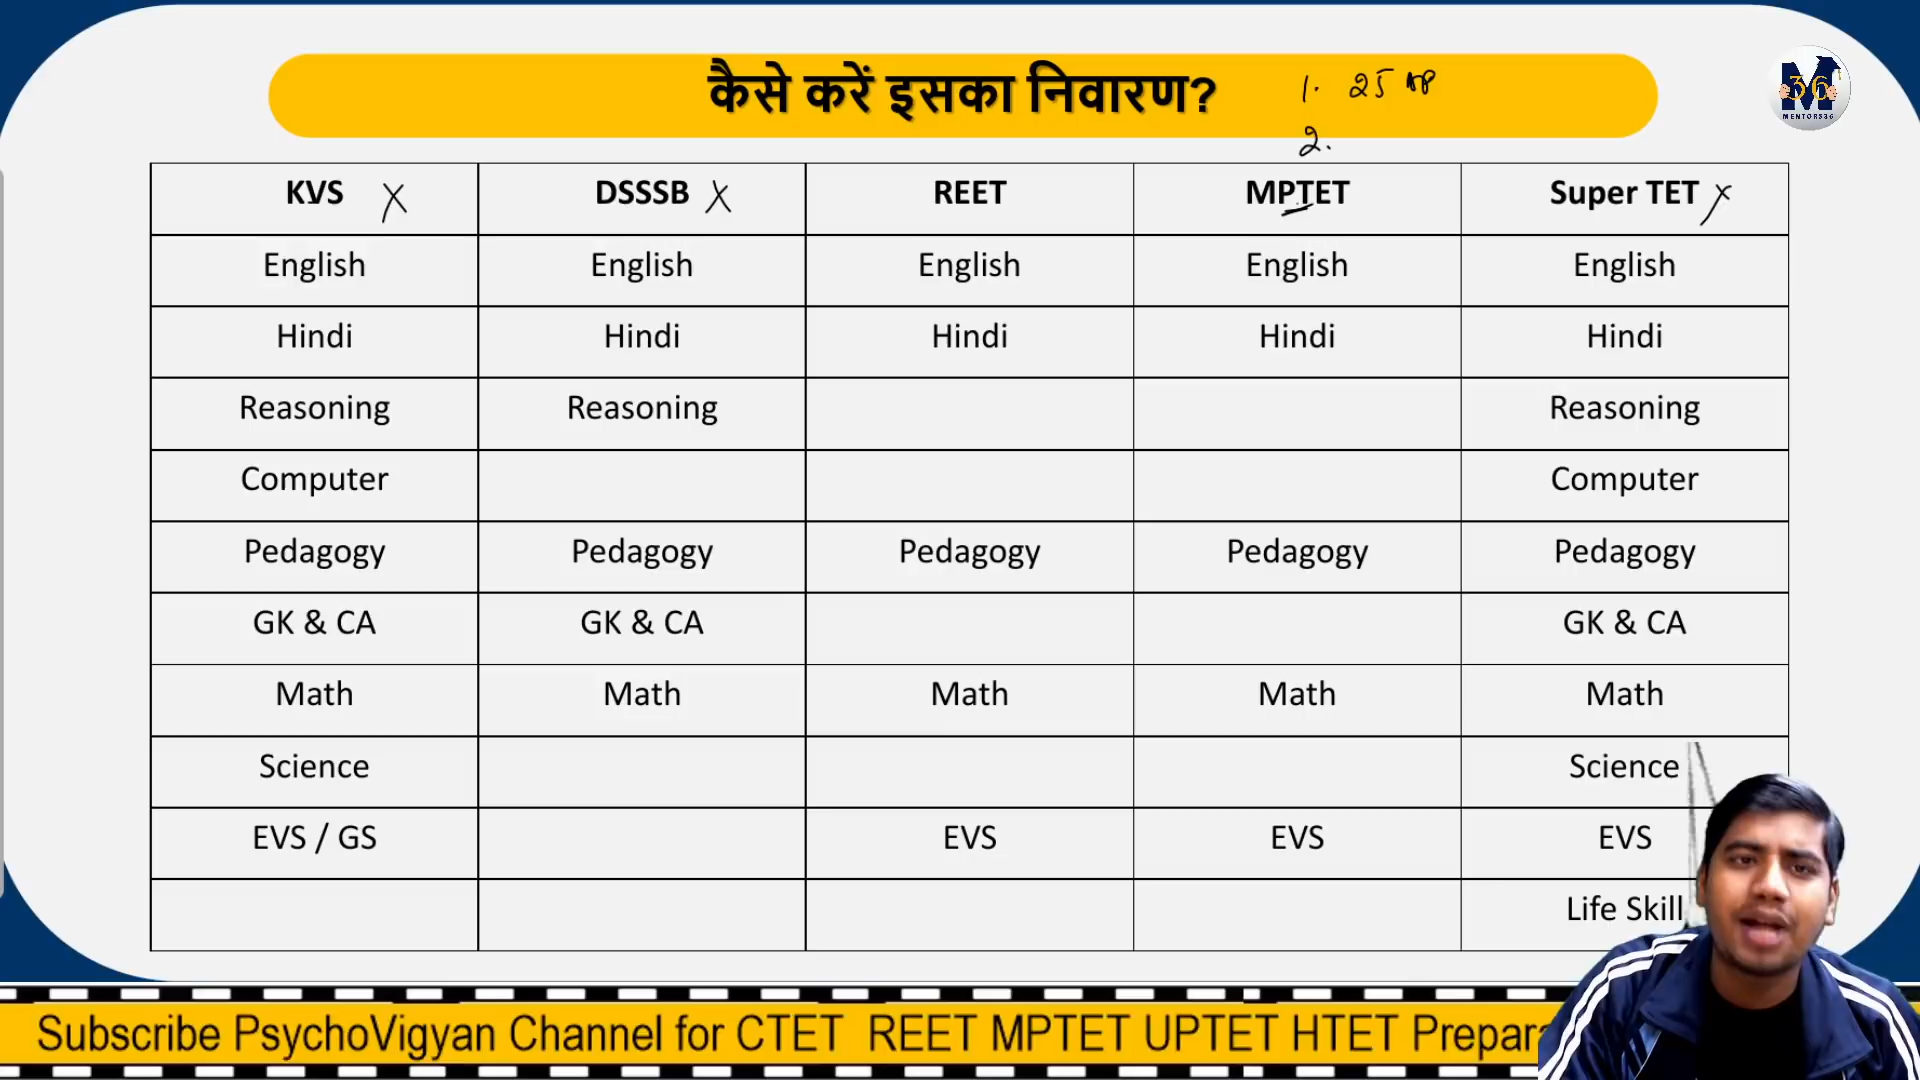 कैसे करें इसका निवारण?
1. 25
2.
M
36
MENTORS36
KVS X DSSSB X REET MPTET Super TET X
English English English English English
Hindi Hindi Hindi Hindi Hindi
Reasoning Reasoning Reasoning
Computer Computer
Pedagogy Pedagogy Pedagogy Pedagogy Pedagogy
GK & CA GK & CA GK & CA
Math Math Math Math Math
Science Science
EVS / GS EVS EVS EVS
Life Skill
Subscribe PsychoVigyan Channel for CTET REET MPTET UPTET HTET Prepar